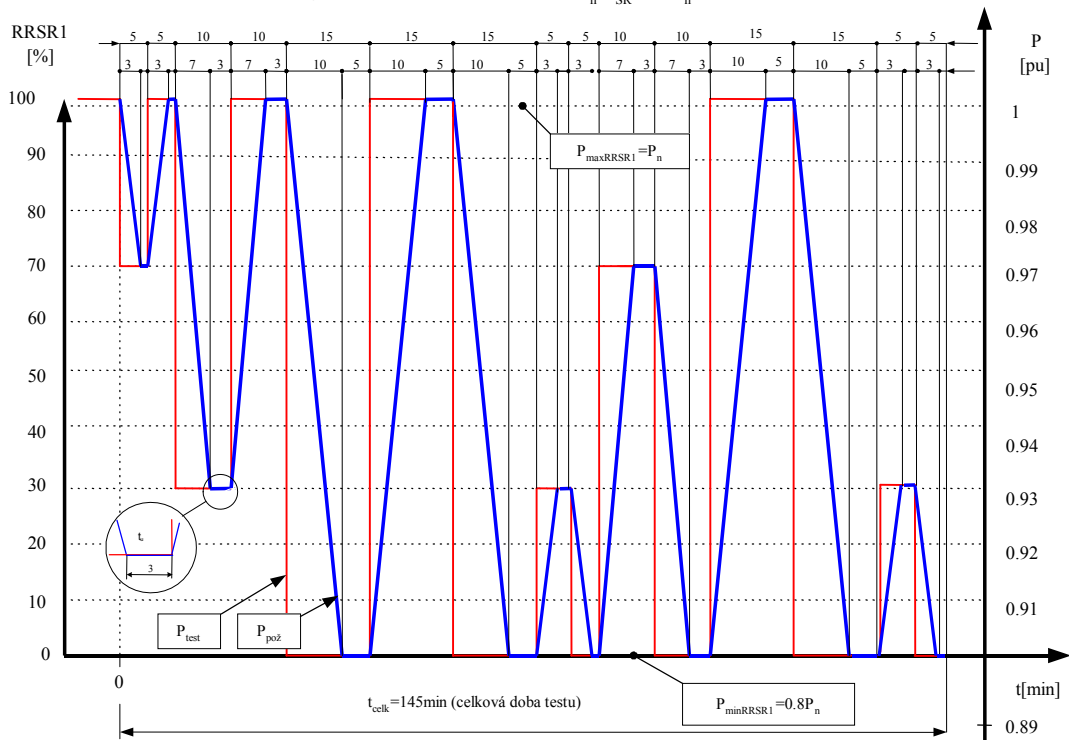 n SR n
RRSR1
[%]
5 5 10 10 15 15 15 5 5 10 10 15 15 5 5
P
[pu]
3 3 7 3 7 3 10 5 10 5 10 5 3 3 7 3 7 3 10 5 10 5 3 3
100
1
PmaxRRSR1=Pn
90
0.99
80
0.98
70
0.97
60
0.96
50
0.95
40
0.94
30
0.93
20
0.92
3
10
0.91
Ptest
Ppož
0
0
t[min]
tcelk=145min (celková doba testu)
PminRRSR1=0.8Pn
0.89